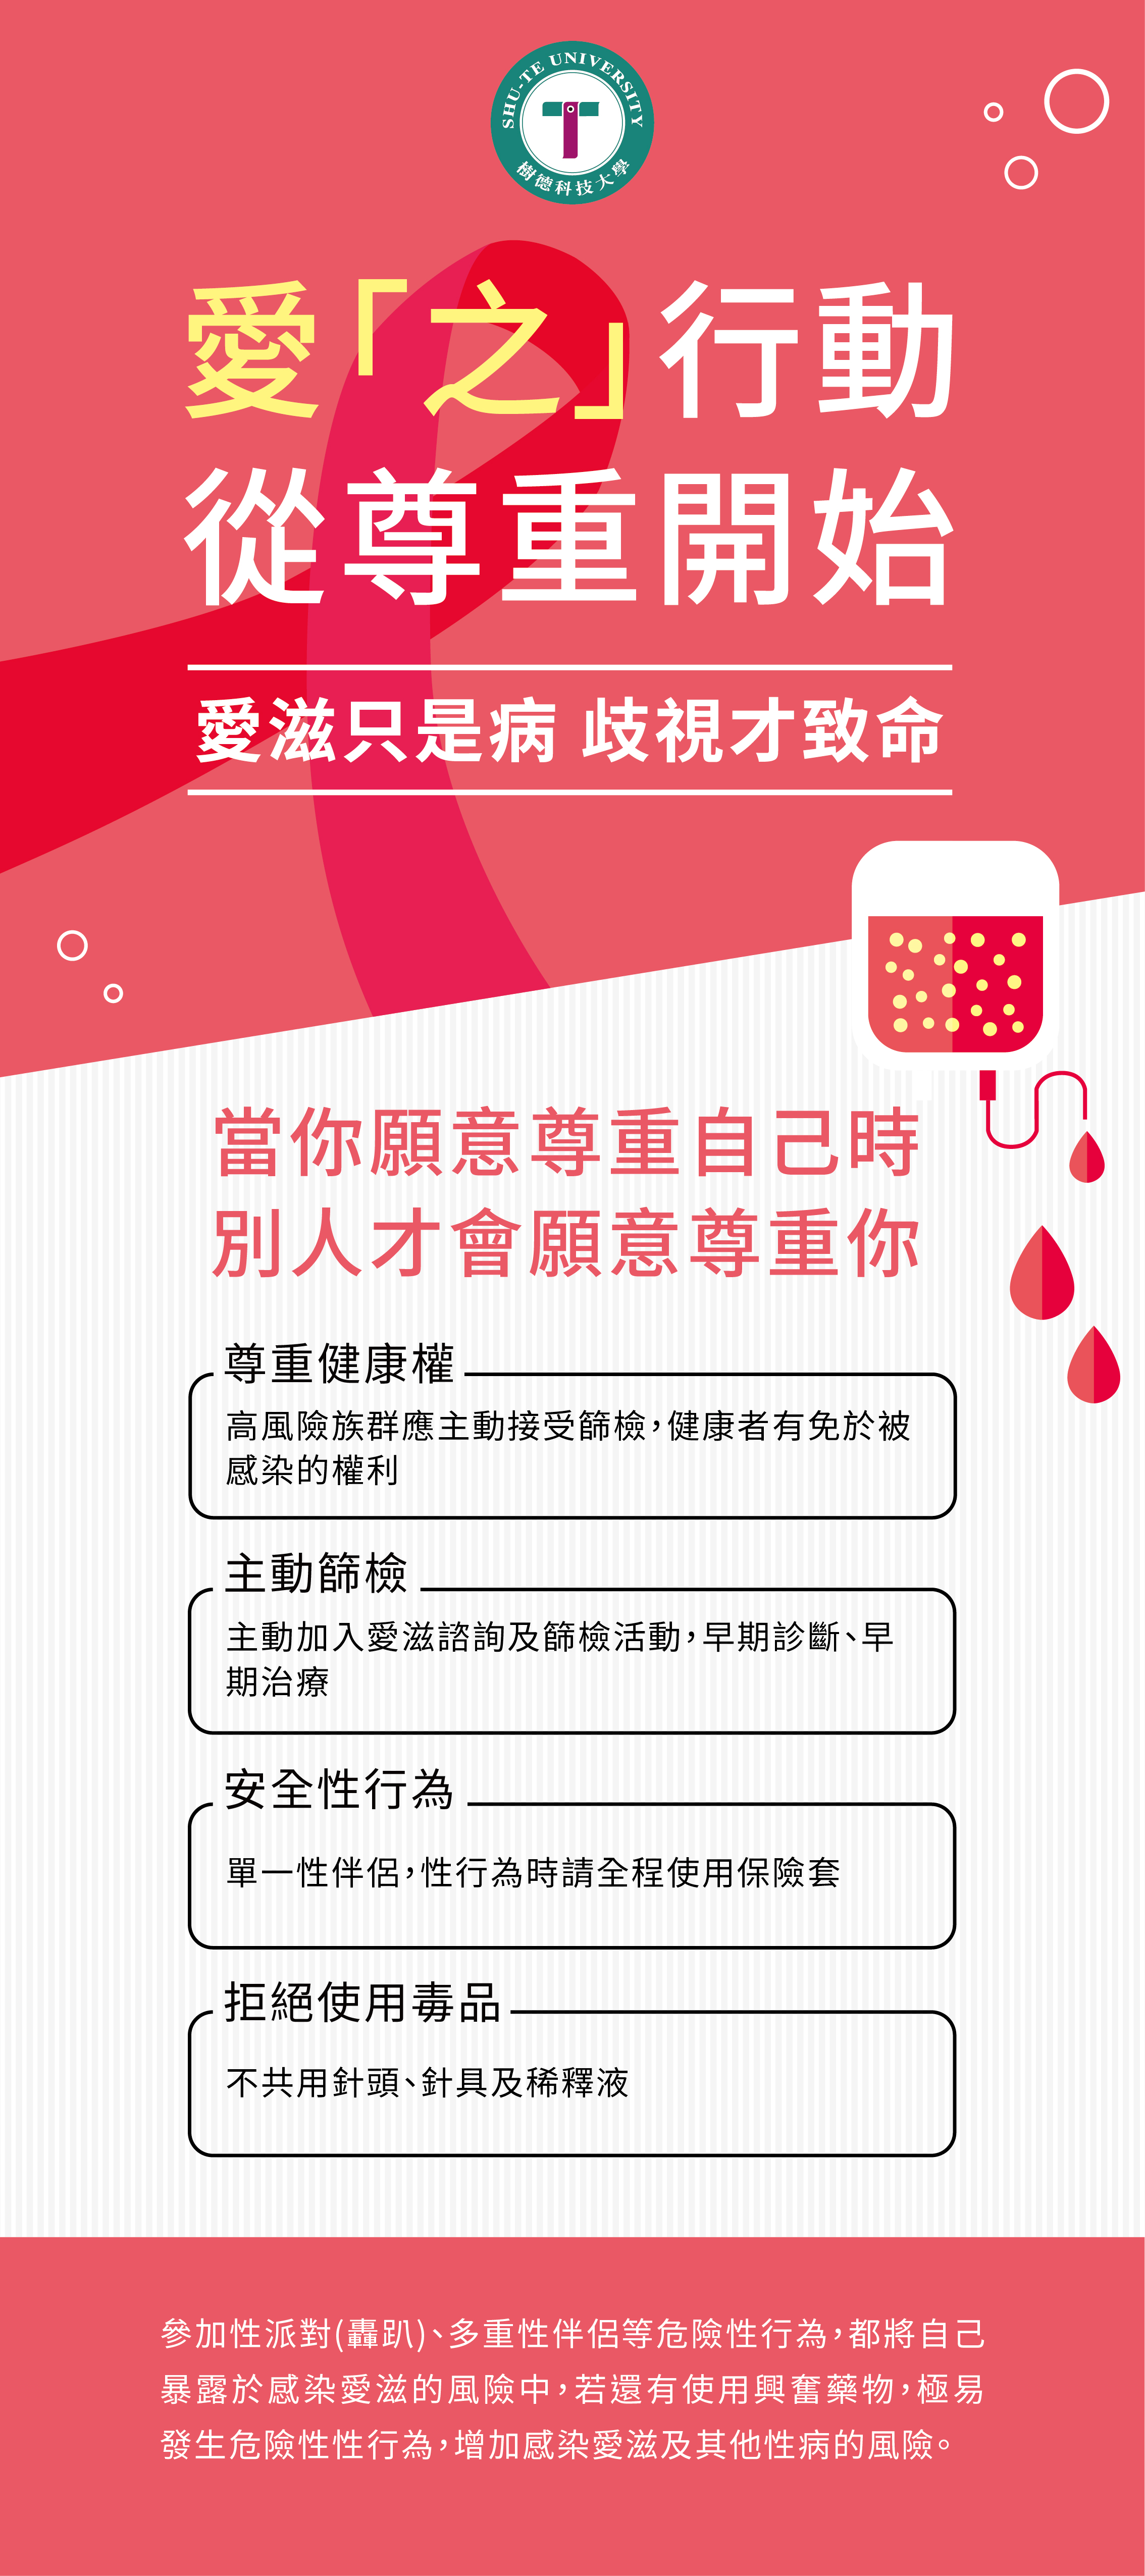 SHU-TE UNIVERSITY
樹德科技大學
愛「之」行動
從尊重開始
愛滋只是病 歧視才致命
當你願意尊重自己時
別人才會願意尊重你
尊重健康權
高風險族群應主動接受篩檢，健康者有免於被
感染的權利
主動篩檢
主動加入愛滋諮詢及篩檢活動，早期診斷、早
期治療
安全性行為
單一性伴侶，性行為時請全程使用保險套
拒絕使用毒品
不共用針頭、針具及稀釋液
參加性派對(轟趴)、多重性伴侶等危險性行為，都將自己
暴露於感染愛滋的風險中，若還有使用興奮藥物，極易
發生危險性性行為，增加感染愛滋及其他性病的風險。